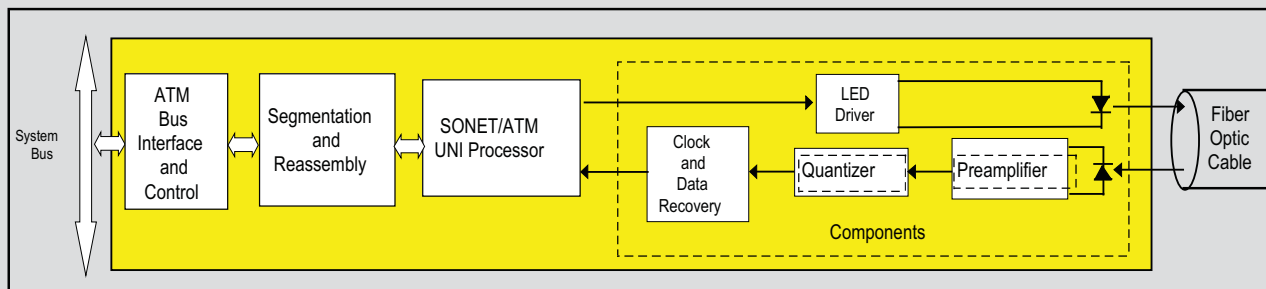 System
Bus
ATM
Bus
Interface
and
Control
Segmentation
and
Reassembly
SONET/ATM
UNI Processor
LED
Driver
Clock
and
Data
Recovery
Quantizer
Preamplifier
Components
Fiber
Optic
Cable